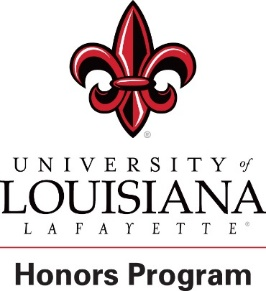 ®
UNIVERSITY of
LOUISIANA
LAFAYETTE®
Honors Program